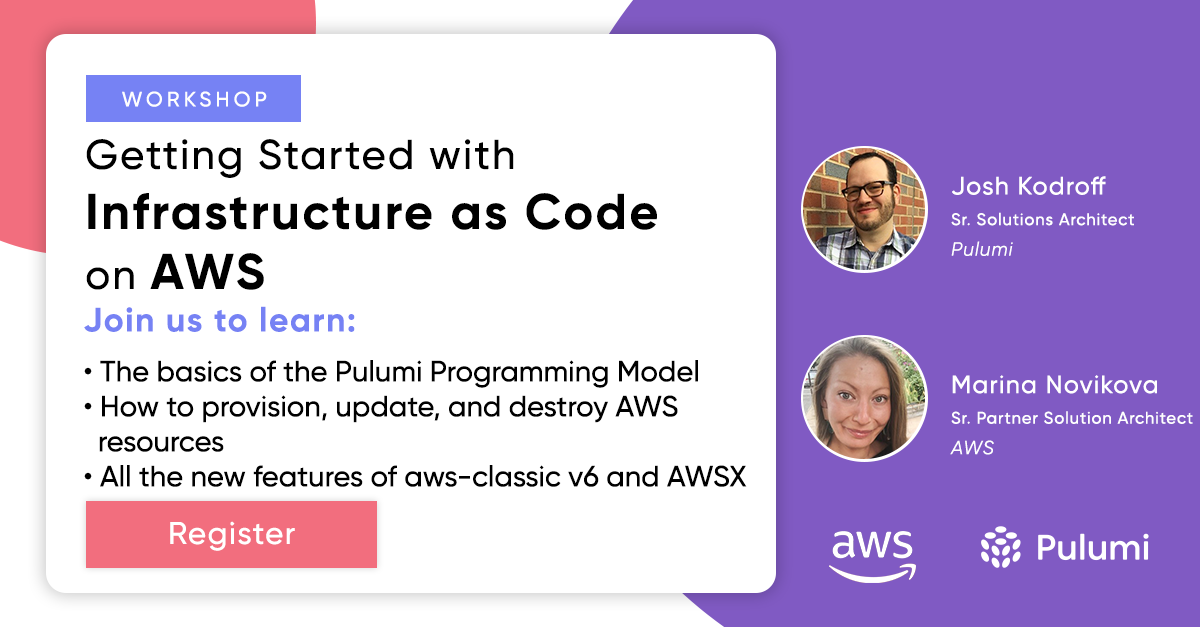 WORKSHOP
Getting Started with
Infrastructure as Code
on AWS
Join us to learn:
• The basics of the Pulumi Programming Model
• How to provision, update, and destroy AWS
resources
• All the new features of aws-classic v6 and AWSX
Register
Josh Kodroff
Sr. Solutions Architect
Pulumi
Marina Novikova
Sr. Partner Solution Architect
AWS
aws
Pulumi